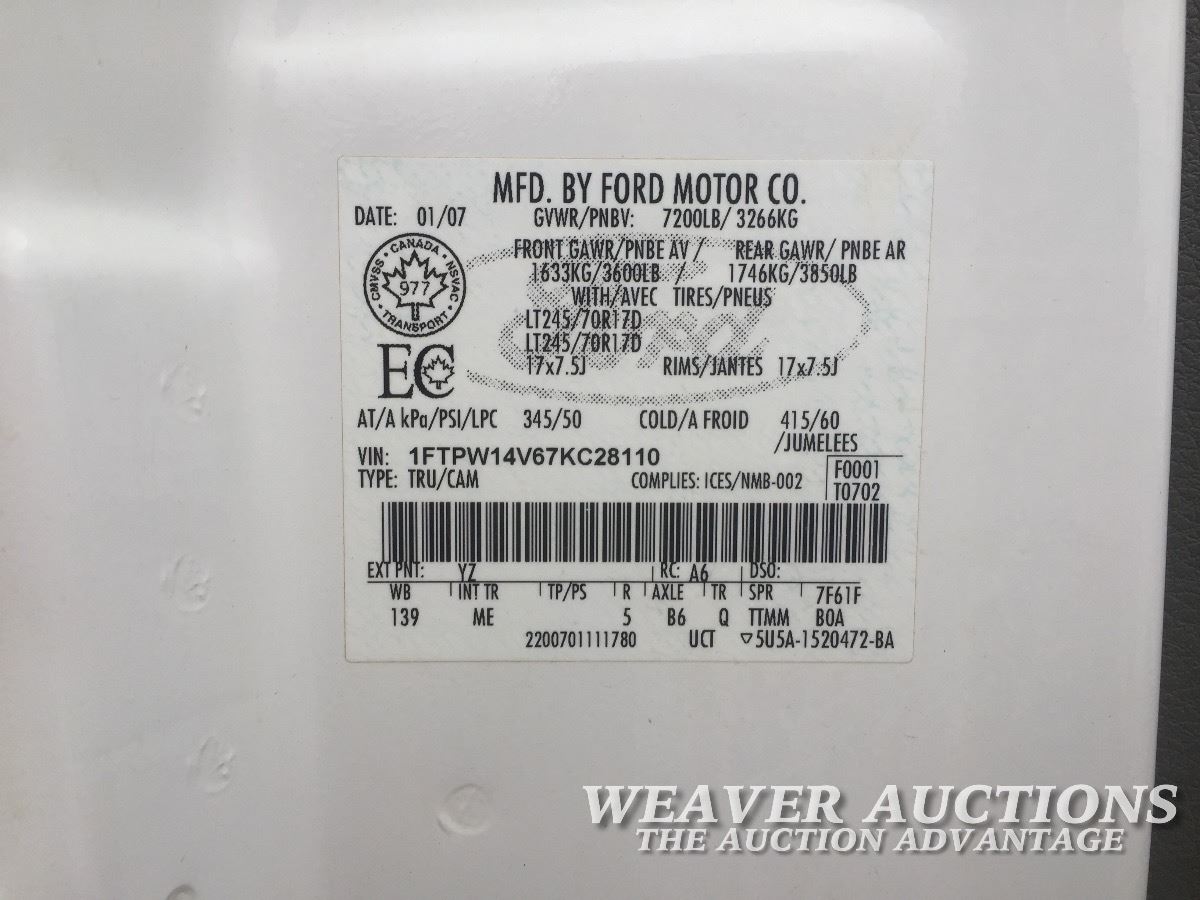 MFD. BY FORD MOTOR CO.
DATE: 01/07 GVWR/PNBV: 7200LB/ 3266KG
FRONT GAWR/PNBE AV / REAR GAWR/ PNBE AR
1633KG/3600LB / 1746KG/3850LB
WITH/AVEC TIRES/PNEUS
LT245/70R17D
LT245/70R17D
17x7.5J RIMS/JANTES 17x7.5J
CANADA
CMVSS 977 NSVAC
TRANSPORT
EC
AT/A kPa/PSI/LPC 345/50 COLD/A FROID 415/60
/JUMELEES
VIN: 1FTPW14V67KC28110
TYPE: TRU/CAM COMPLIES: ICES/NMB-002
F0001
T0702
EXT PNT: YZ RC: A6 DSO:
WB INT TR TP/PS R AXLE TR SPR 7F61F
139 ME 5 B6 Q TTMM BOA
2200701111780 UCT ▽5U5A-1520472-BA
WEAVER AUCTIONS
THE AUCTION ADVANTAGE